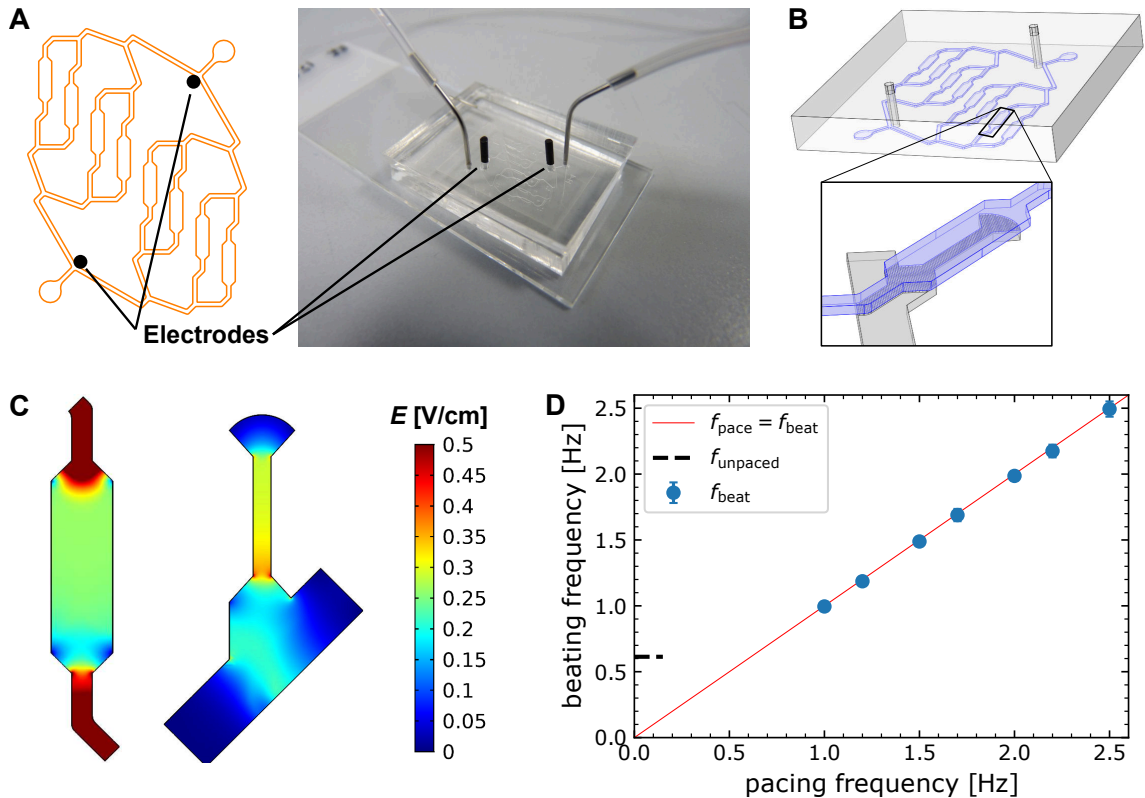 A
Electrodes
B
C
E [V/cm]
0.5
0.45
0.4
0.35
0.3
0.25
0.2
0.15
0.1
0.05
0
D
f_pace = f_beat
f_unpaced
f_beat
beating frequency [Hz]
2.5
2.0
1.5
1.0
0.5
0.0
0.0 0.5 1.0 1.5 2.0 2.5
pacing frequency [Hz]